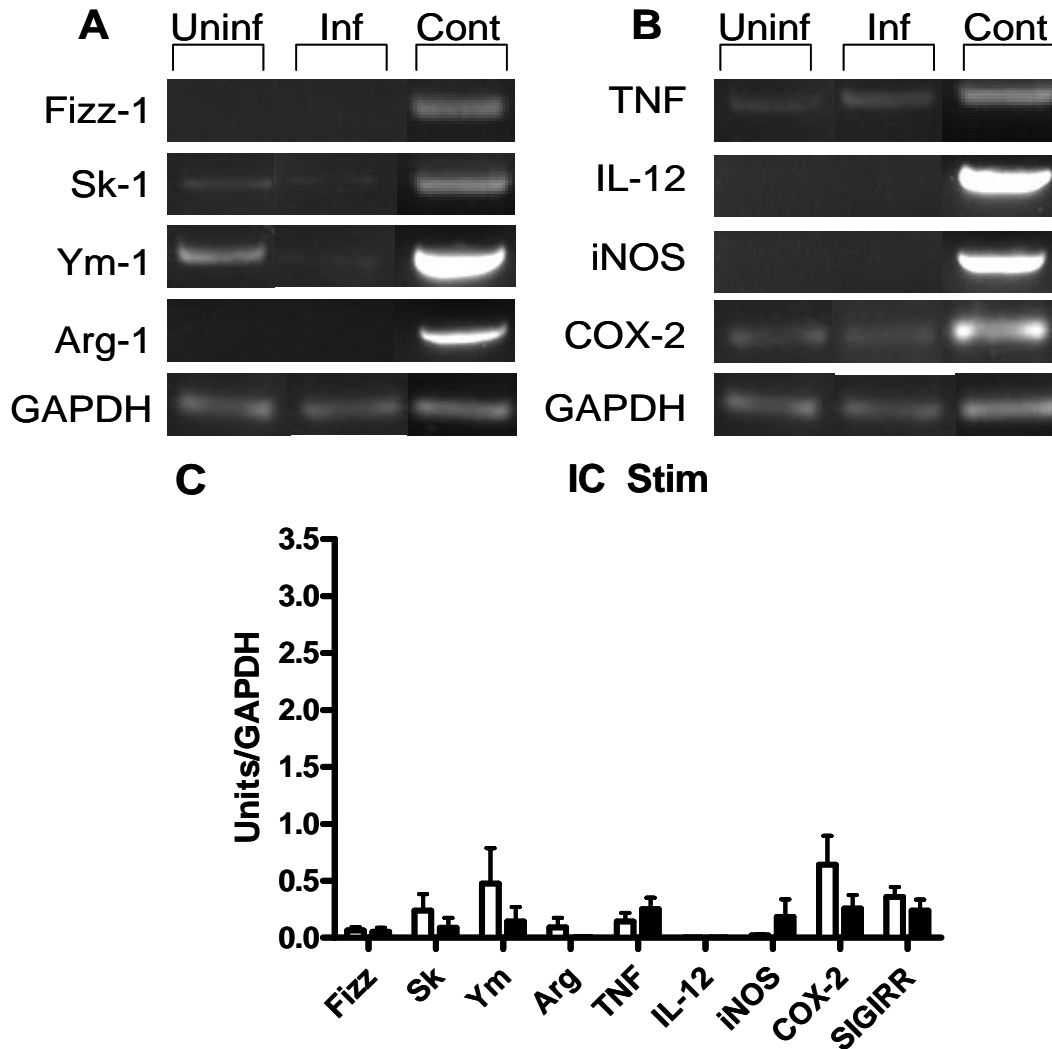 A Uninf Inf Cont
Fizz-1
Sk-1
Ym-1
Arg-1
GAPDH
B Uninf Inf Cont
TNF
IL-12
iNOS
COX-2
GAPDH
C IC Stim
Units/GAPDH
3.5
3.0
2.5
2.0
1.5
1.0
0.5
0.0
Fizz Sk Ym Arg TNF IL-12 iNOS COX-2 SIGIRR